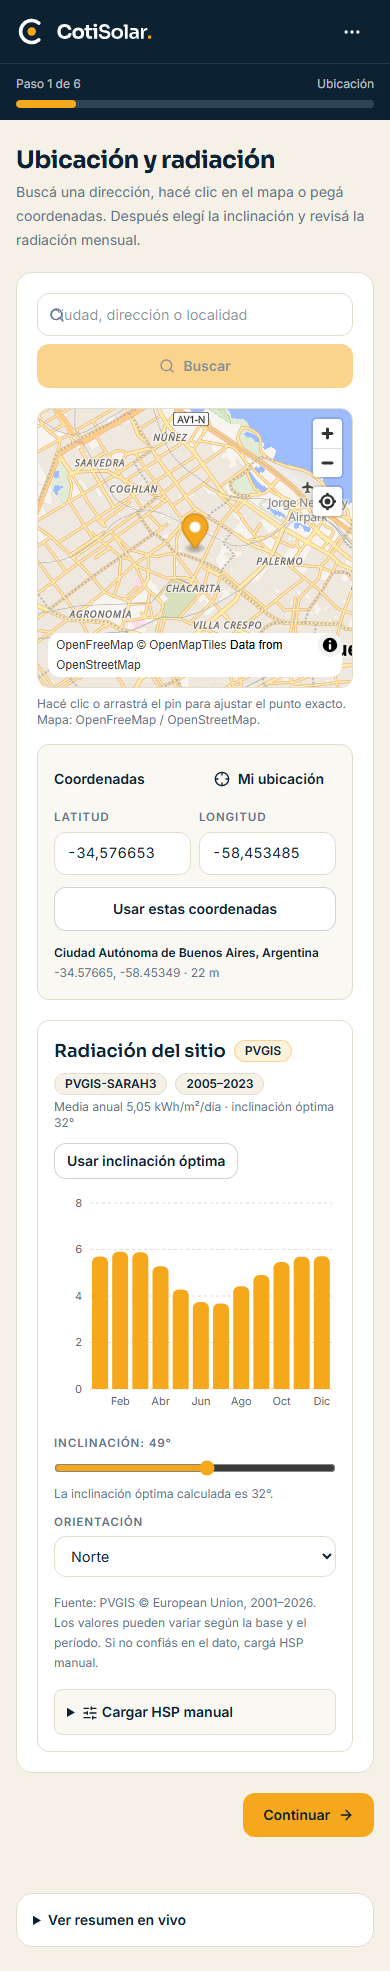 CotiSolar.
Paso 1 de 6
Ubicación
Ubicación y radiación
Buscá una dirección, hacé clic en el mapa o pegá
coordenadas. Después elegí la inclinación y revisá la
radiación mensual.
Ciudad, dirección o localidad
Buscar
AV1-N
NÚÑEZ
SAAVEDRA
COGHLAN
Jorge Ne
y
Airpark
PALERMO
CHACARITA
AGRONOMÍA
VILLA CRESPO
OpenFreeMap © OpenMapTiles Data from
OpenStreetMap
Hacé clic o arrastrá el pin para ajustar el punto exacto.
Mapa: OpenFreeMap / OpenStreetMap.
Coordenadas
Mi ubicación
LATITUD
LONGITUD
-34,576653
-58,453485
Usar estas coordenadas
Ciudad Autónoma de Buenos Aires, Argentina
-34.57665, -58.45349 · 22 m
Radiación del sitio
PVGIS
PVGIS-SARAH3
2005–2023
Media anual 5,05 kWh/m²/día · inclinación óptima
32°
Usar inclinación óptima
8
6
4
2
0
Feb Abr Jun Ago Oct Dic
INCLINACIÓN: 49°
La inclinación óptima calculada es 32°.
ORIENTACIÓN
Norte
Fuente: PVGIS © European Union, 2001–2026.
Los valores pueden variar según la base y el
período. Si no confiás en el dato, cargá HSP
manual.
Cargar HSP manual
Continuar
Ver resumen en vivo